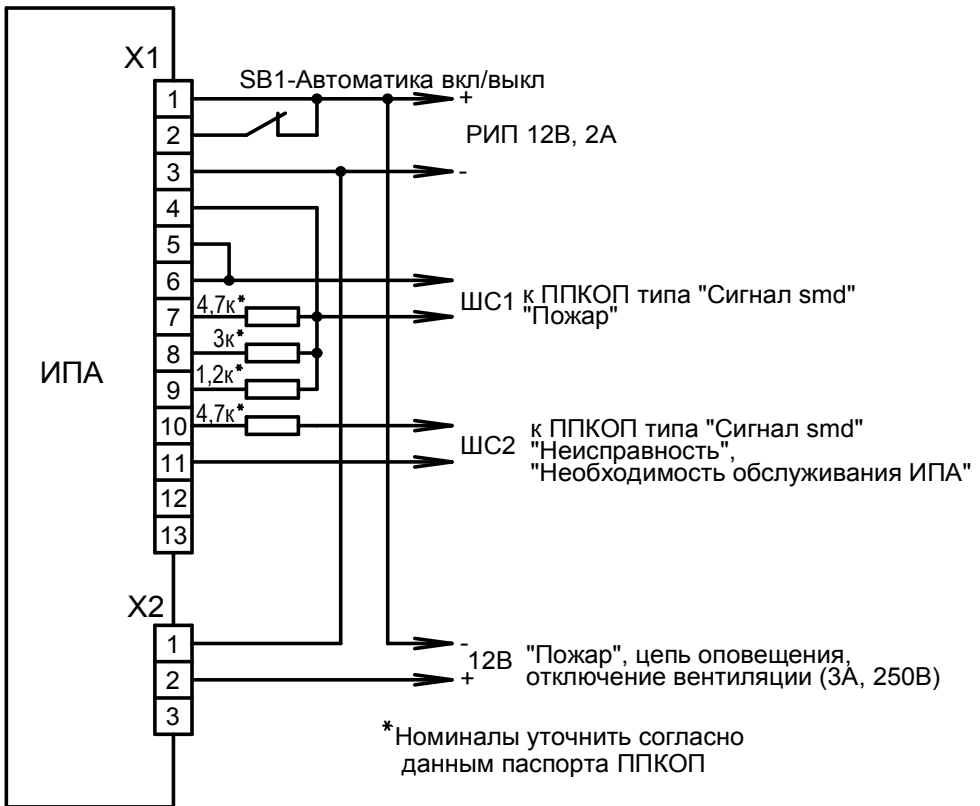 X1
SB1-Автоматика вкл/выкл
1
+
2
РИП 12В, 2А
3
-
4
5
6
ШС1
к ППКОП типа "Сигнал smd"
"Пожар"
4,7к*
7
3к*
8
ИПА
1,2к*
9
4,7к*
10
ШС2
к ППКОП типа "Сигнал smd"
"Неисправность",
"Необходимость обслуживания ИПА"
11
12
13
X2
1
-
12В
"Пожар", цепь оповещения,
отключение вентиляции (3А, 250В)
2
+
3
*Номиналы уточнить согласно
данным паспорта ППКОП